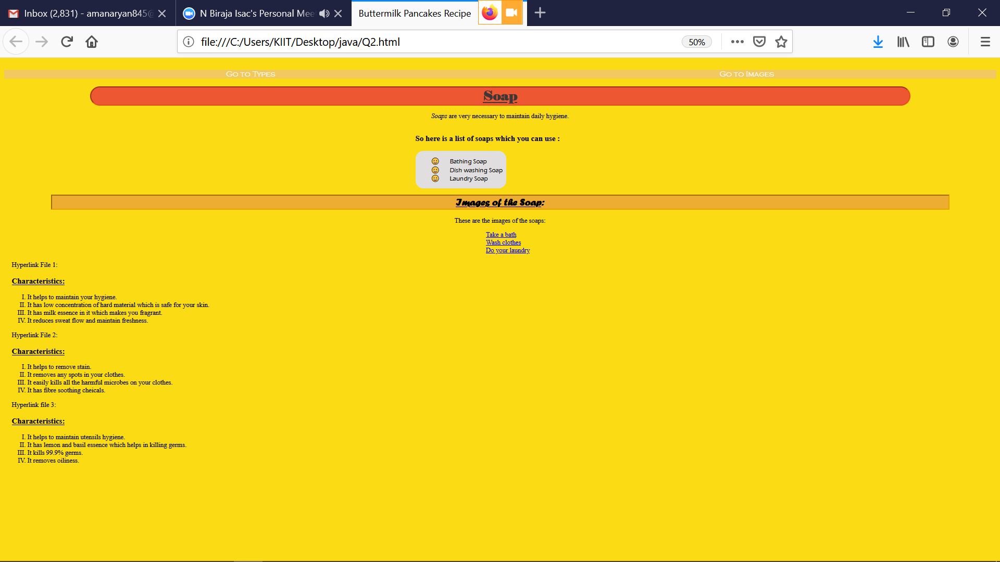 Inbox (2,831) - amanaryan845@
N Biraja Isac's Personal Mee
Buttermilk Pancakes Recipe
file:///C:/Users/KIIT/Desktop/java/Q2.html
50%
Go to Types
Go to Images
Soap
Soaps are very necessary to maintain daily hygiene.
So here is a list of soaps which you can use :
Bathing Soap
Dish washing Soap
Laundry Soap
Images of the Soap:
These are the images of the soaps:
Take a bath
Wash clothes
Do your laundry
Hyperlink File 1:
Characteristics:
I. It helps to maintain your hygiene.
II. It has low concentration of hard material which is safe for your skin.
III. It has milk essence in it which makes you fragrant.
IV. It reduces sweat flow and maintain freshness.
Hyperlink File 2:
Characteristics:
I. It helps to remove stain.
II. It removes any spots in your clothes.
III. It easily kills all the harmful microbes on your clothes.
IV. It has fibre soothing cheicals.
Hyperlink file 3:
Characteristics:
I. It helps to maintain utensils hygiene.
II. It has lemon and basil essence which helps in killing germs.
III. It kills 99.9% germs.
IV. It removes oiliness.